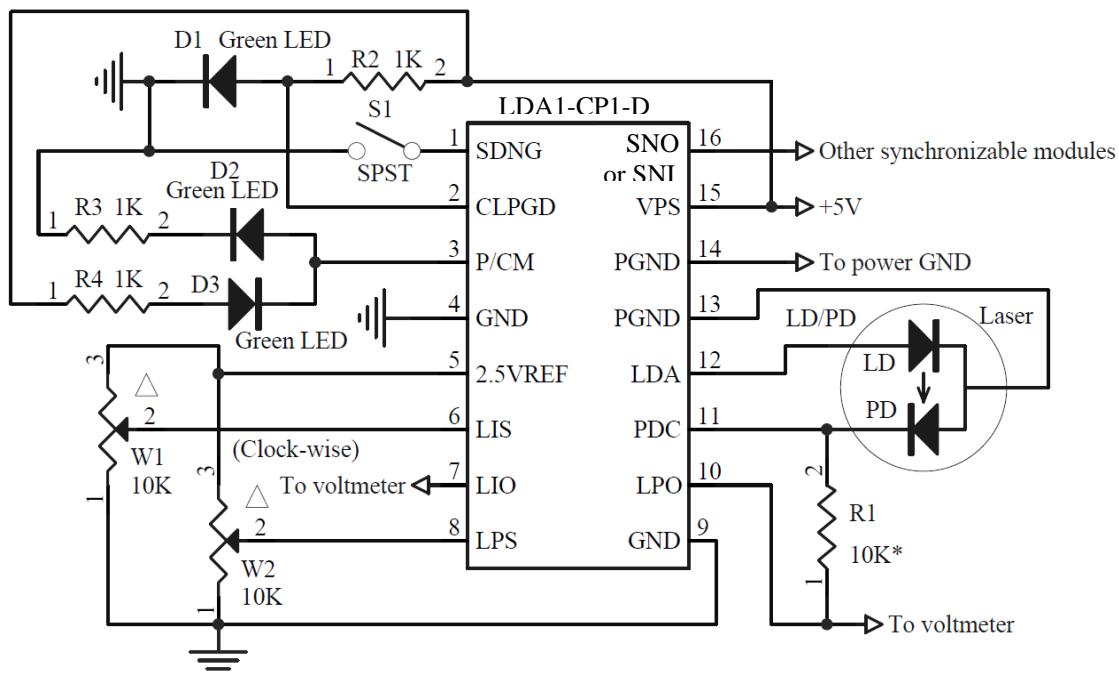 D1 Green LED
1 R2 1K 2
LDA1-CP1-D
S1
SPST
1 SDNG
SNO 16
or SNI
Other synchronizable modules
D2
Green LED
2 CLPGD
VPS 15
+5V
1 R3 1K 2
3 P/CM
PGND 14
To power GND
1 R4 1K 2
D3
Green LED
4 GND
PGND 13
LD/PD
Laser
3
5 2.5VREF
LDA 12
LD
2
6 LIS
PDC 11
PD
W1
10K
1
(Clock-wise)
3
To voltmeter
7 LIO
LPO 10
2
R1
10K*
1
2
8 LPS
GND 9
W2
10K
1
To voltmeter